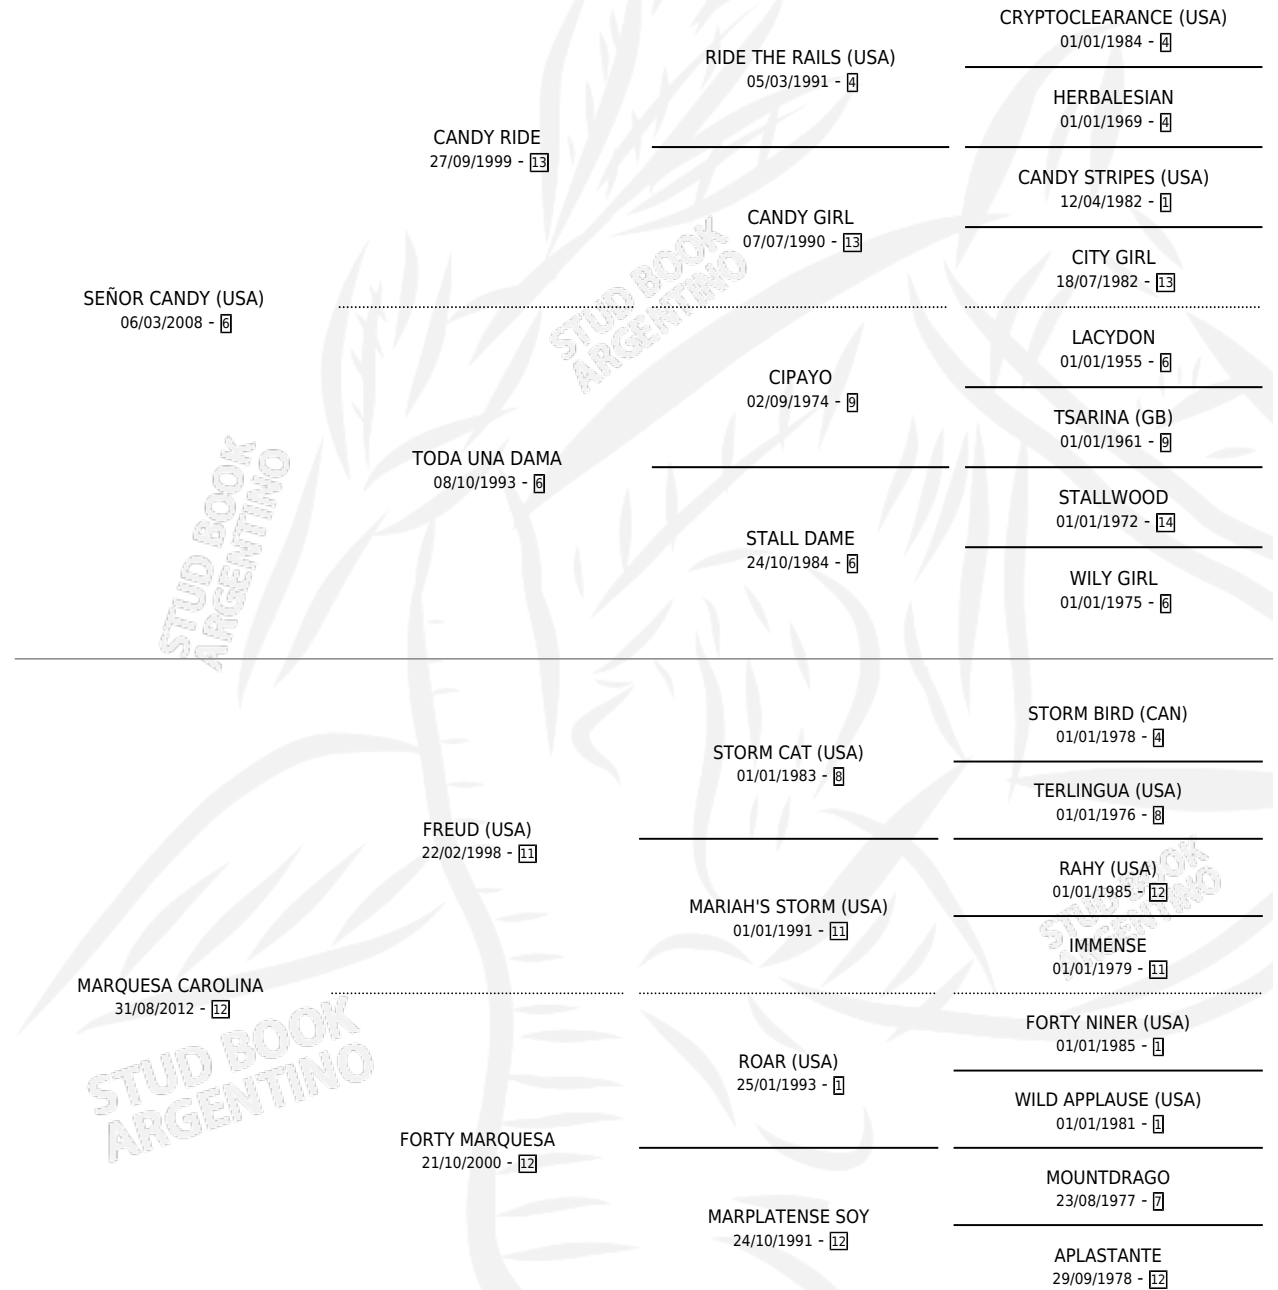 CRYPTOCLEARANCE (USA)
01/01/1984 - 4
RIDE THE RAILS (USA)
05/03/1991 - 4
HERBALESIAN
01/01/1969 - 4
CANDY RIDE
27/09/1999 - 13
CANDY STRIPES (USA)
12/04/1982 - 1
CANDY GIRL
07/07/1990 - 13
CITY GIRL
18/07/1982 - 13
SEÑOR CANDY (USA)
06/03/2008 - 6
LACYDON
01/01/1955 - 6
CIPAYO
02/09/1974 - 9
TSARINA (GB)
01/01/1961 - 9
TODA UNA DAMA
08/10/1993 - 6
STALLWOOD
01/01/1972 - 14
STALL DAME
24/10/1984 - 6
WILY GIRL
01/01/1975 - 6
STORM BIRD (CAN)
01/01/1978 - 4
STORM CAT (USA)
01/01/1983 - 8
TERLINGUA (USA)
01/01/1976 - 8
FREUD (USA)
22/02/1998 - 11
RAHY (USA)
01/01/1985 - 12
MARIAH'S STORM (USA)
01/01/1991 - 11
IMMENSE
01/01/1979 - 11
MARQUESA CAROLINA
31/08/2012 - 12
FORTY NINER (USA)
01/01/1985 - 1
ROAR (USA)
25/01/1993 - 1
WILD APPLAUSE (USA)
01/01/1981 - 1
FORTY MARQUESA
21/10/2000 - 12
MOUNTDRAGO
23/08/1977 - 7
MARPLATENSE SOY
24/10/1991 - 12
APLASTANTE
29/09/1978 - 12
STUD BOOK
ARGENTINO
STUD BOOK
ARGENTINO
STUD BOOK
ARGENTINO
STUD BOOK
ARGENTINO